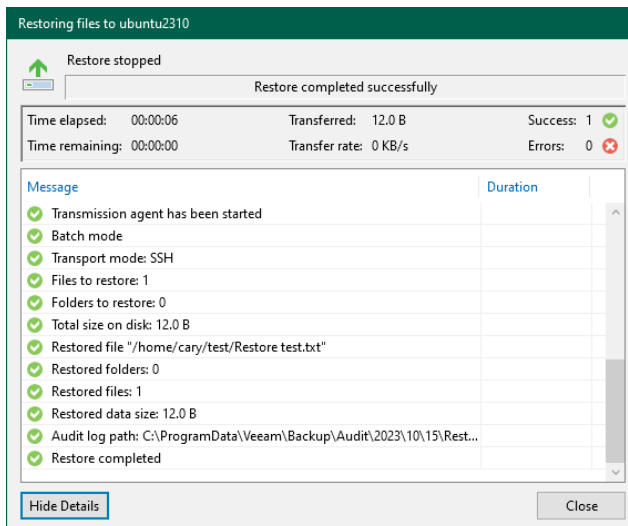 Restoring files to ubuntu2310
Restore stopped
Restore completed successfully
Time elapsed: 00:00:06 Transferred: 12.0 B Success: 1
Time remaining: 00:00:00 Transfer rate: 0 KB/s Errors: 0
Message Duration
Transmission agent has been started
Batch mode
Transport mode: SSH
Files to restore: 1
Folders to restore: 0
Total size on disk: 12.0 B
Restored file "/home/cary/test/Restore test.txt"
Restored folders: 0
Restored files: 1
Restored data size: 12.0 B
Audit log path: C:\ProgramData\Veeam\Backup\Audit\2023\10\15\Rest...
Restore completed
Hide Details Close